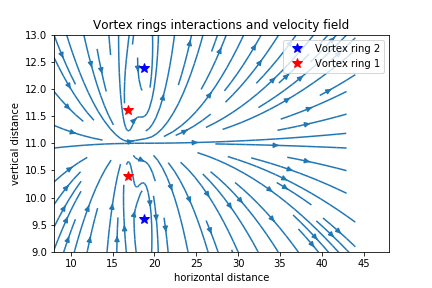 Vortex rings interactions and velocity field
Vortex ring 2
Vortex ring 1
13.0
12.5
12.0
11.5
11.0
10.5
10.0
9.5
9.0
vertical distance
10 15 20 25 30 35 40 45
horizontal distance